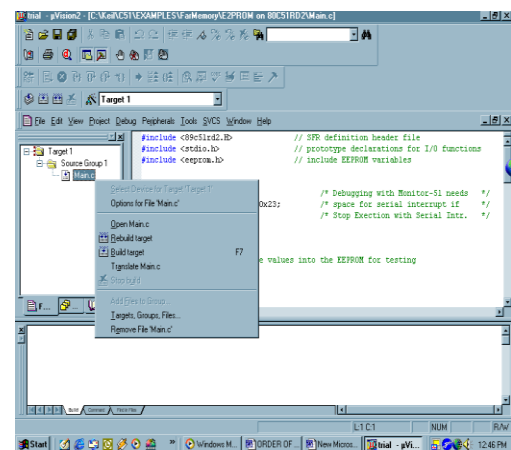 trial - µVision2 - [C:\Keil\C51\EXAMPLES\FarMemory\E2PROM on 80C51RD2\Main.c]
Target 1
File Edit View Project Debug Peripherals Tools SVCS Window Help
Target 1
Source Group 1
Main.c
#include <89c51rd2.H> // SFR definition header file
#include <stdio.h> // prototype declarations for I/O functions
#include <eeprom.h> // include EEPROM variables
/* Debugging with Monitor-51 needs */
0x23; /* space for serial interrupt if */
/* Stop Exection with Serial Intr. */
e values into the EEPROM for testing
Select Device for Target 'Target 1'
Options for File 'Main.c'
Open Main.c
Rebuild target
Build target F7
Translate Main.c
Stop build
Add Files to Group ...
Targets, Groups, Files...
Remove File 'Main.c'
F...
Build Command Find in Files
L:1 C:1 NUM R/W
Start Windows M... ORDER OF ... New Micros... trial - µVi... 12:46 PM